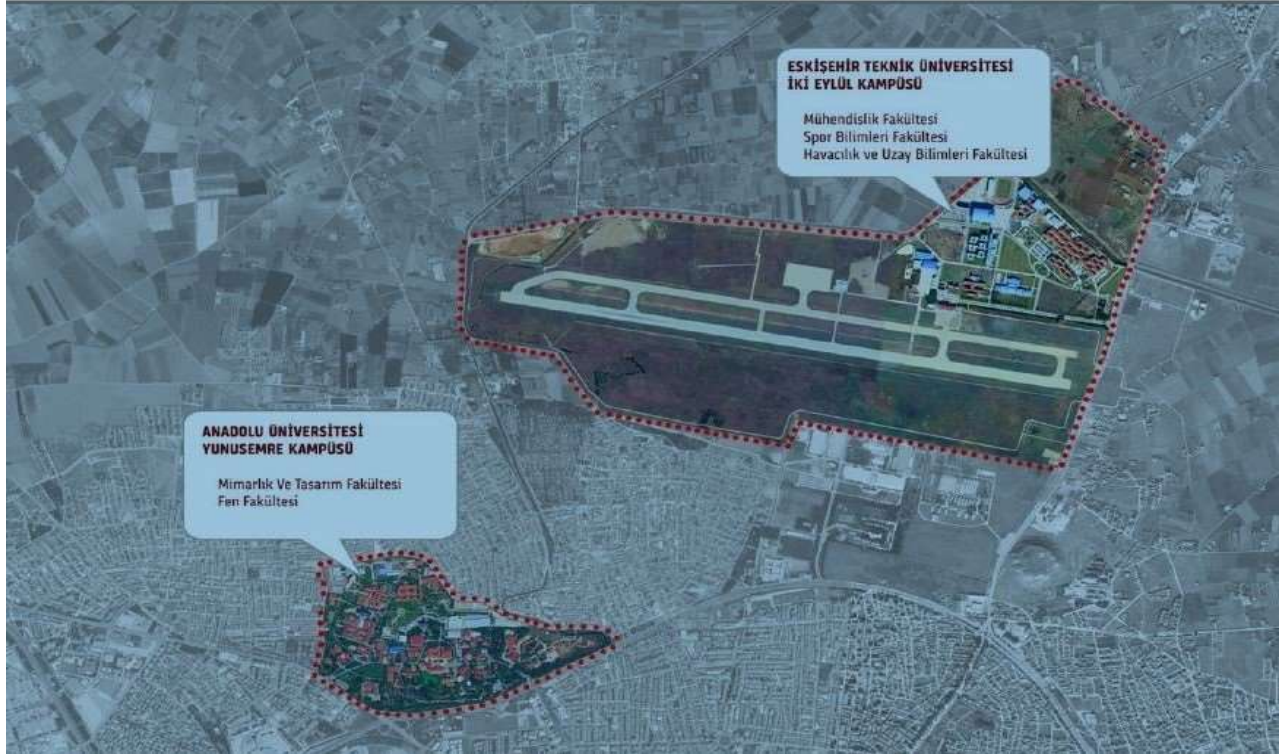 ESKİŞEHİR TEKNİK ÜNİVERSİTESİ
İKİ EYLÜL KAMPÜSÜ
Mühendislik Fakültesi
Spor Bilimleri Fakültesi
Havacılık ve Uzay Bilimleri Fakültesi
ANADOLU ÜNİVERSİTESİ
YUNUSEMRE KAMPÜSÜ
Mimarlık Ve Tasarım Fakültesi
Fen Fakültesi